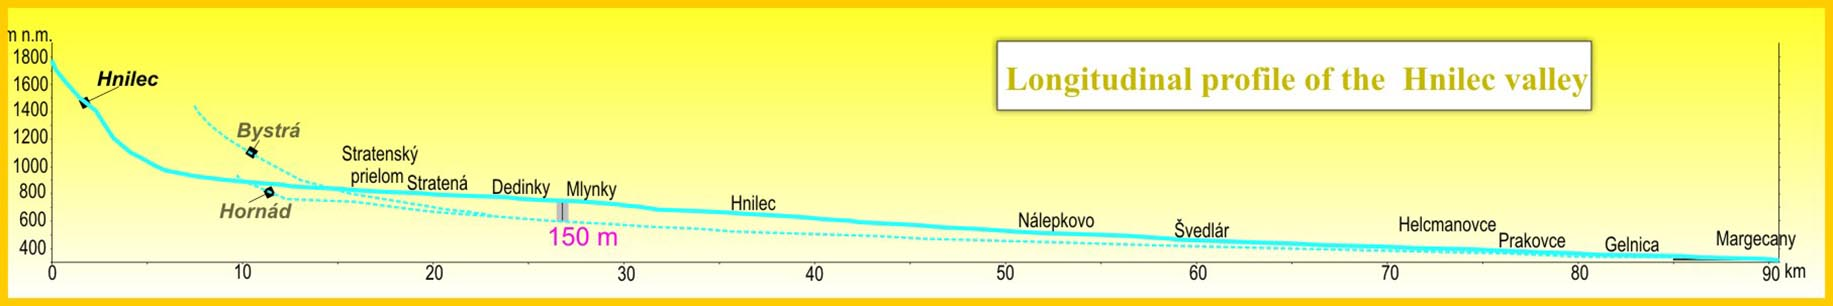 m n.m.
Longitudinal profile of the Hnilec valley
1800
1600
1400
1200
1000
800
600
400
Hnilec
Bystrá
Hornád
Stratenský
prielom
Stratená
Dedinky
Mlynky
150 m
Hnilec
Nálepkovo
Švedlár
Helcmanovce
Prakovce
Gelnica
Margecany
0 10 20 30 40 50 60 70 80 90 km